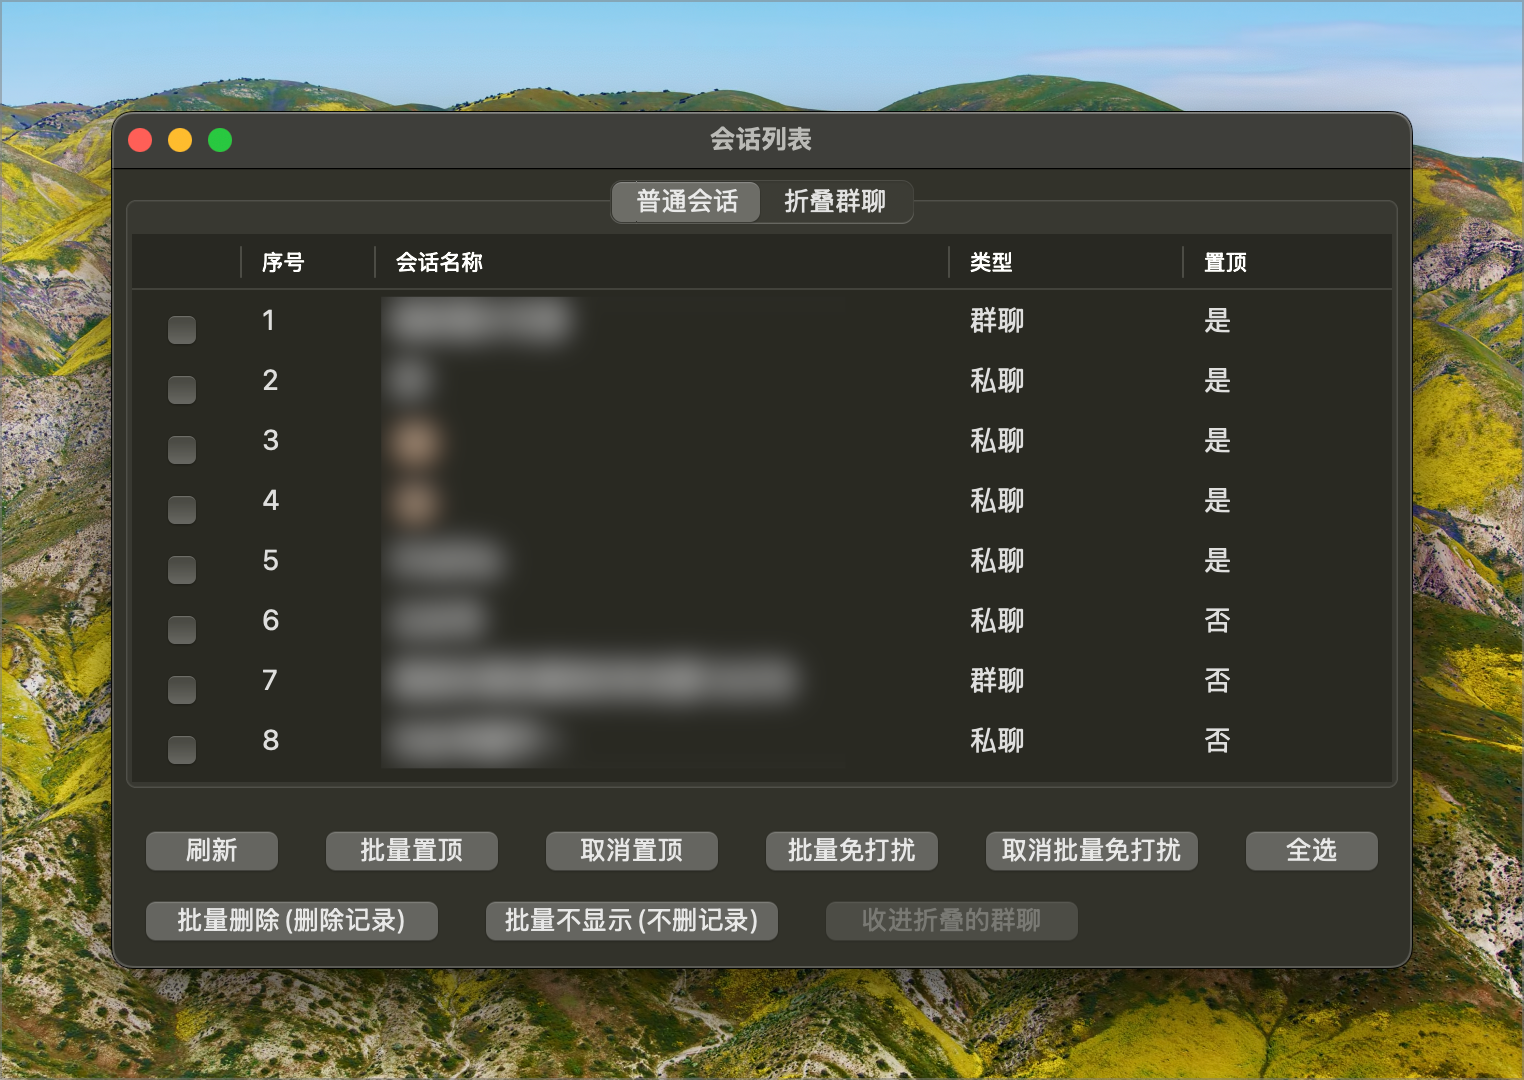 会话列表
普通会话 折叠群聊
序号 会话名称 类型 置顶
1 群聊 是
2 私聊 是
3 私聊 是
4 私聊 是
5 私聊 是
6 私聊 否
7 群聊 否
8 私聊 否
刷新 批量置顶 取消置顶 批量免打扰 取消批量免打扰 全选
批量删除(删除记录) 批量不显示(不删记录) 收进折叠的群聊